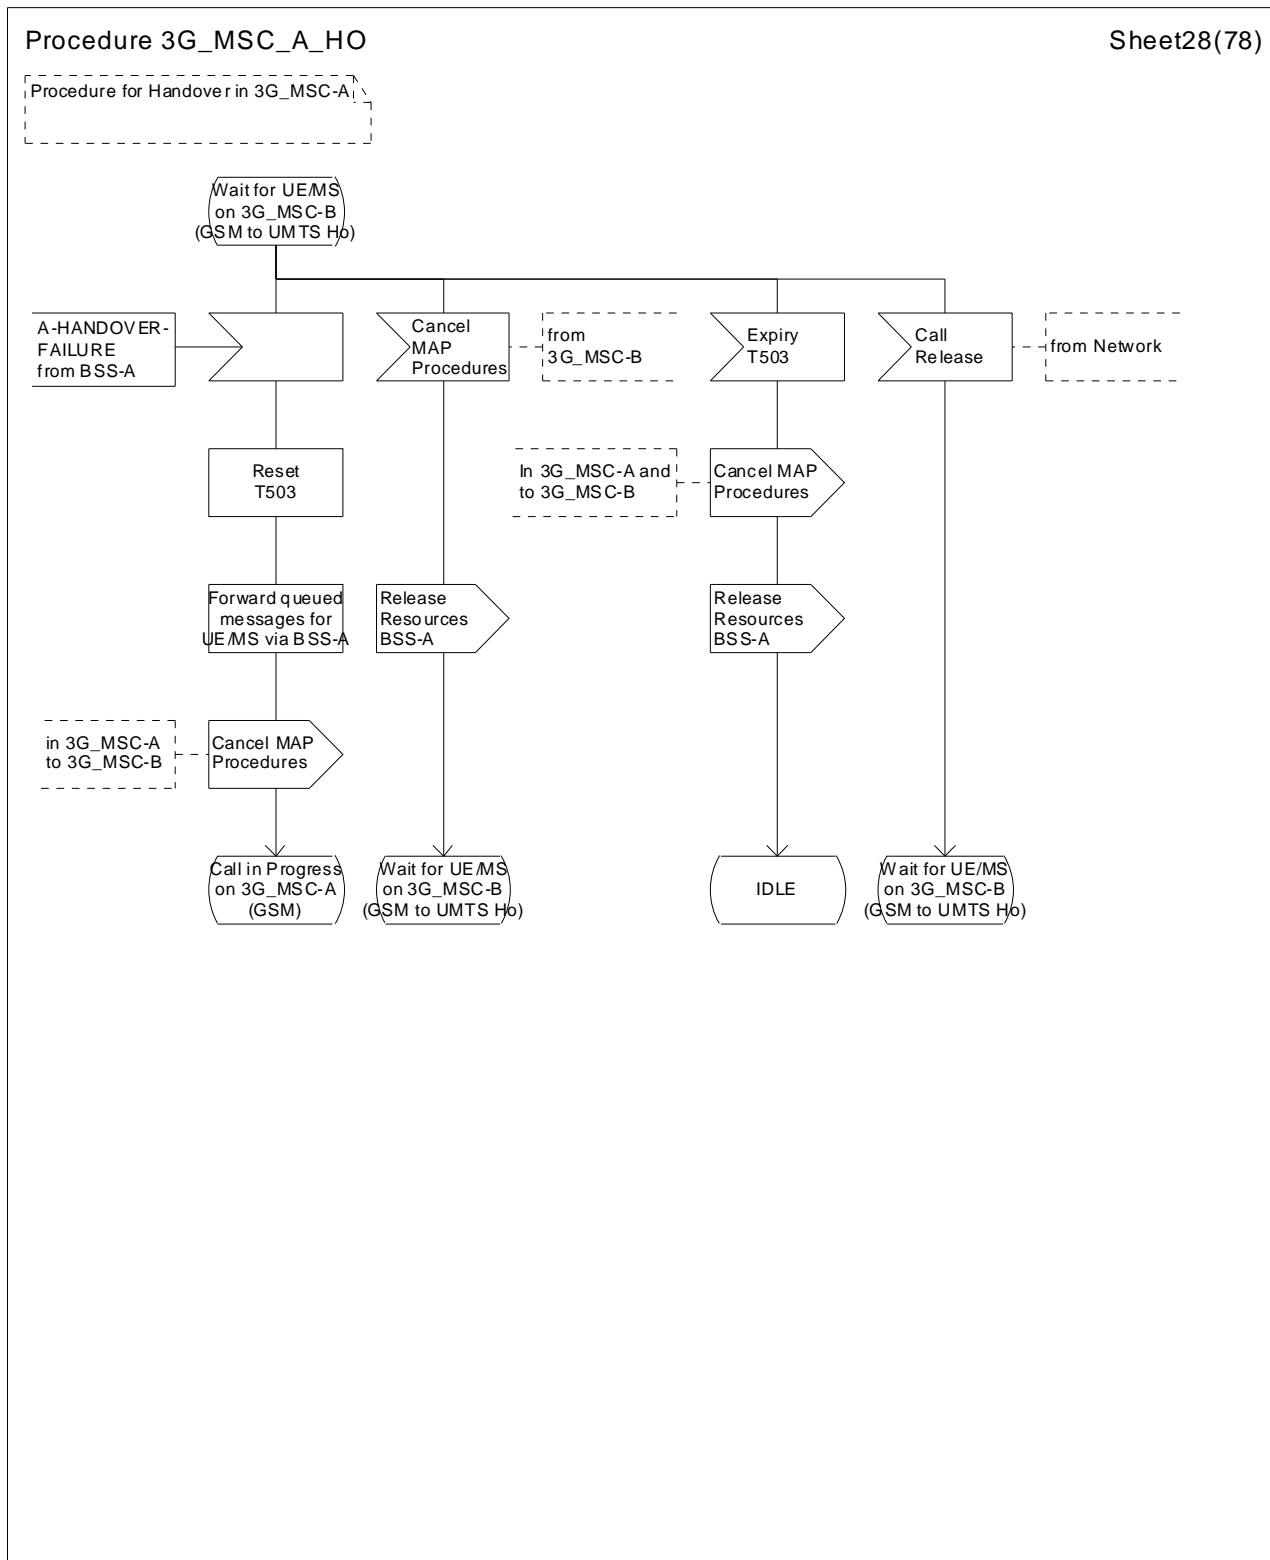 Procedure 3G_MSC_A_HO
Sheet28(78)
Procedure for Handover in 3G_MSC-A
Wait for UE/MS
on 3G_MSC-B
(GSM to UMTS Ho)
A-HANDOVER-
FAILURE
from BSS-A
Cancel
MAP
Procedures
from
3G_MSC-B
Expiry
T503
Call
Release
from Network
Reset
T503
In 3G_MSC-A and
to 3G_MSC-B
Cancel MAP
Procedures
Forward queued
messages for
UE/MS via BSS-A
Release
Resources
BSS-A
Release
Resources
BSS-A
in 3G_MSC-A
to 3G_MSC-B
Cancel MAP
Procedures
Call in Progress
on 3G_MSC-A
(GSM)
Wait for UE/MS
on 3G_MSC-B
(GSM to UMTS Ho)
IDLE
Wait for UE/MS
on 3G_MSC-B
(GSM to UMTS Ho)